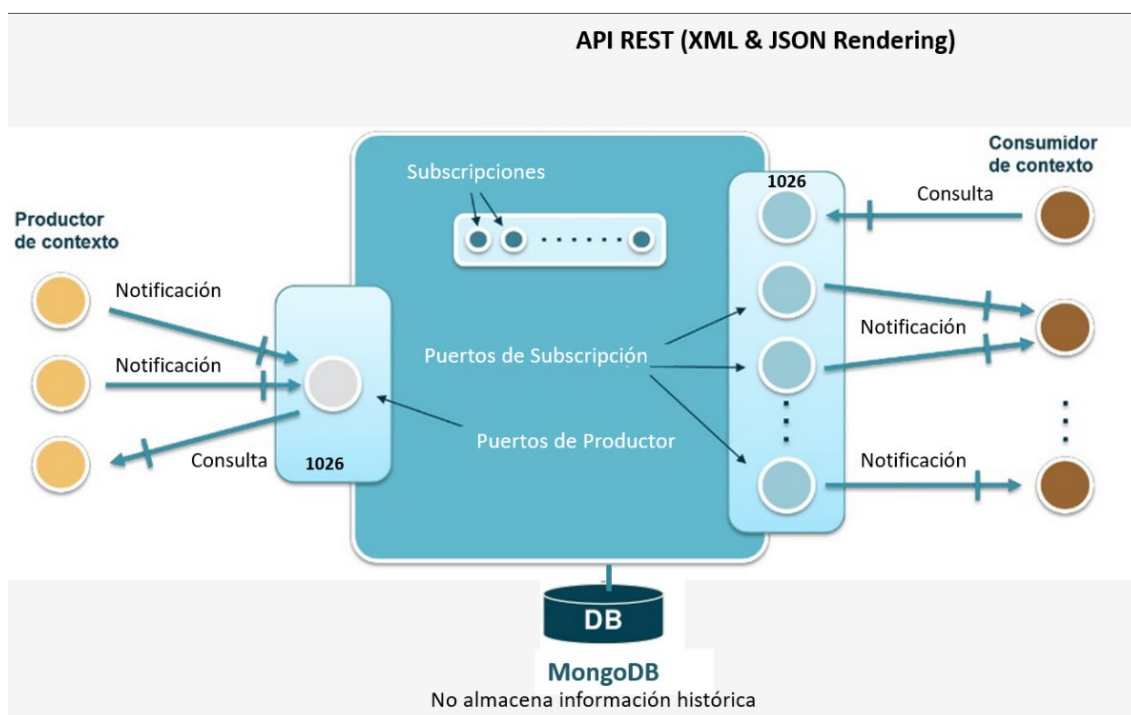 API REST (XML & JSON Rendering)
Consumidor
de contexto
Subscripciones
1026
Consulta
Productor
de contexto
Notificación
Notificación
Puertos de Subscripción
Notificación
Puertos de Productor
Consulta
1026
Notificación
DB
MongoDB
No almacena información histórica